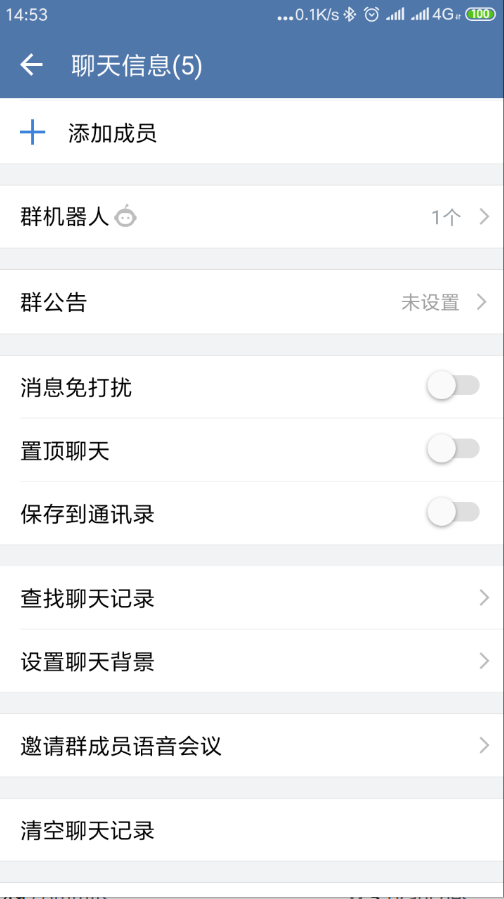 14:53
...0.1K/s 4G 100
聊天信息(5)
添加成员
群机器人
1个
群公告
未设置
消息免打扰
置顶聊天
保存到通讯录
查找聊天记录
设置聊天背景
邀请群成员语音会议
清空聊天记录